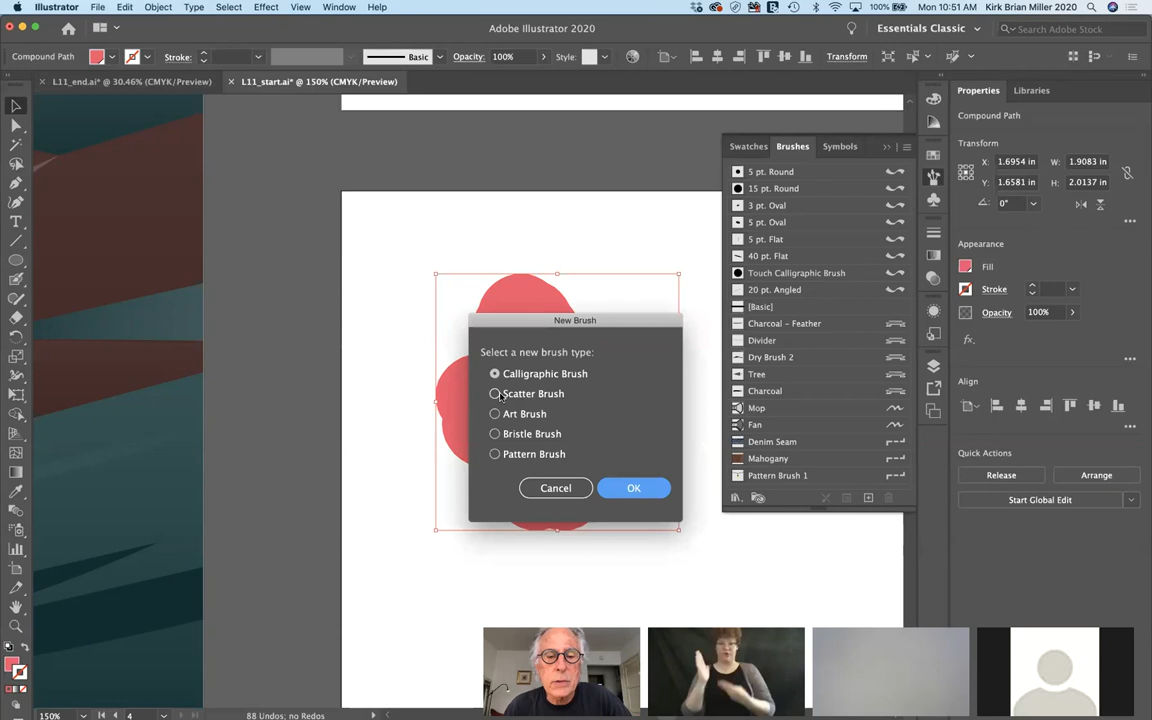 Illustrator File Edit Object Type Select Effect View Window Help
100% Mon 10:51 AM Kirk Brian Miller 2020
Adobe Illustrator 2020
Essentials Classic
Search Adobe Stock
Compound Path Stroke: Basic Opacity: 100% Style: Transform
L11_end.ai* @ 30.46% (CMYK/Preview)
L11_start.ai* @ 150% (CMYK/Preview)
Properties Libraries
Compound Path
Transform
X: 1.6954 in W: 1.9083 in
Y: 1.6581 in H: 2.0137 in
0°
Appearance
Fill
Stroke
Opacity 100%
fx.
Align
Quick Actions
Release Arrange
Start Global Edit
Swatches Brushes Symbols
5 pt. Round
15 pt. Round
3 pt. Oval
5 pt. Oval
5 pt. Flat
40 pt. Flat
Touch Calligraphic Brush
20 pt. Angled
[Basic]
Charcoal - Feather
Divider
Dry Brush 2
Tree
Charcoal
Mop
Fan
Denim Seam
Mahogany
Pattern Brush 1
New Brush
Select a new brush type:
Calligraphic Brush
Scatter Brush
Art Brush
Bristle Brush
Pattern Brush
Cancel OK
150% 4 88 Undos; no Redos